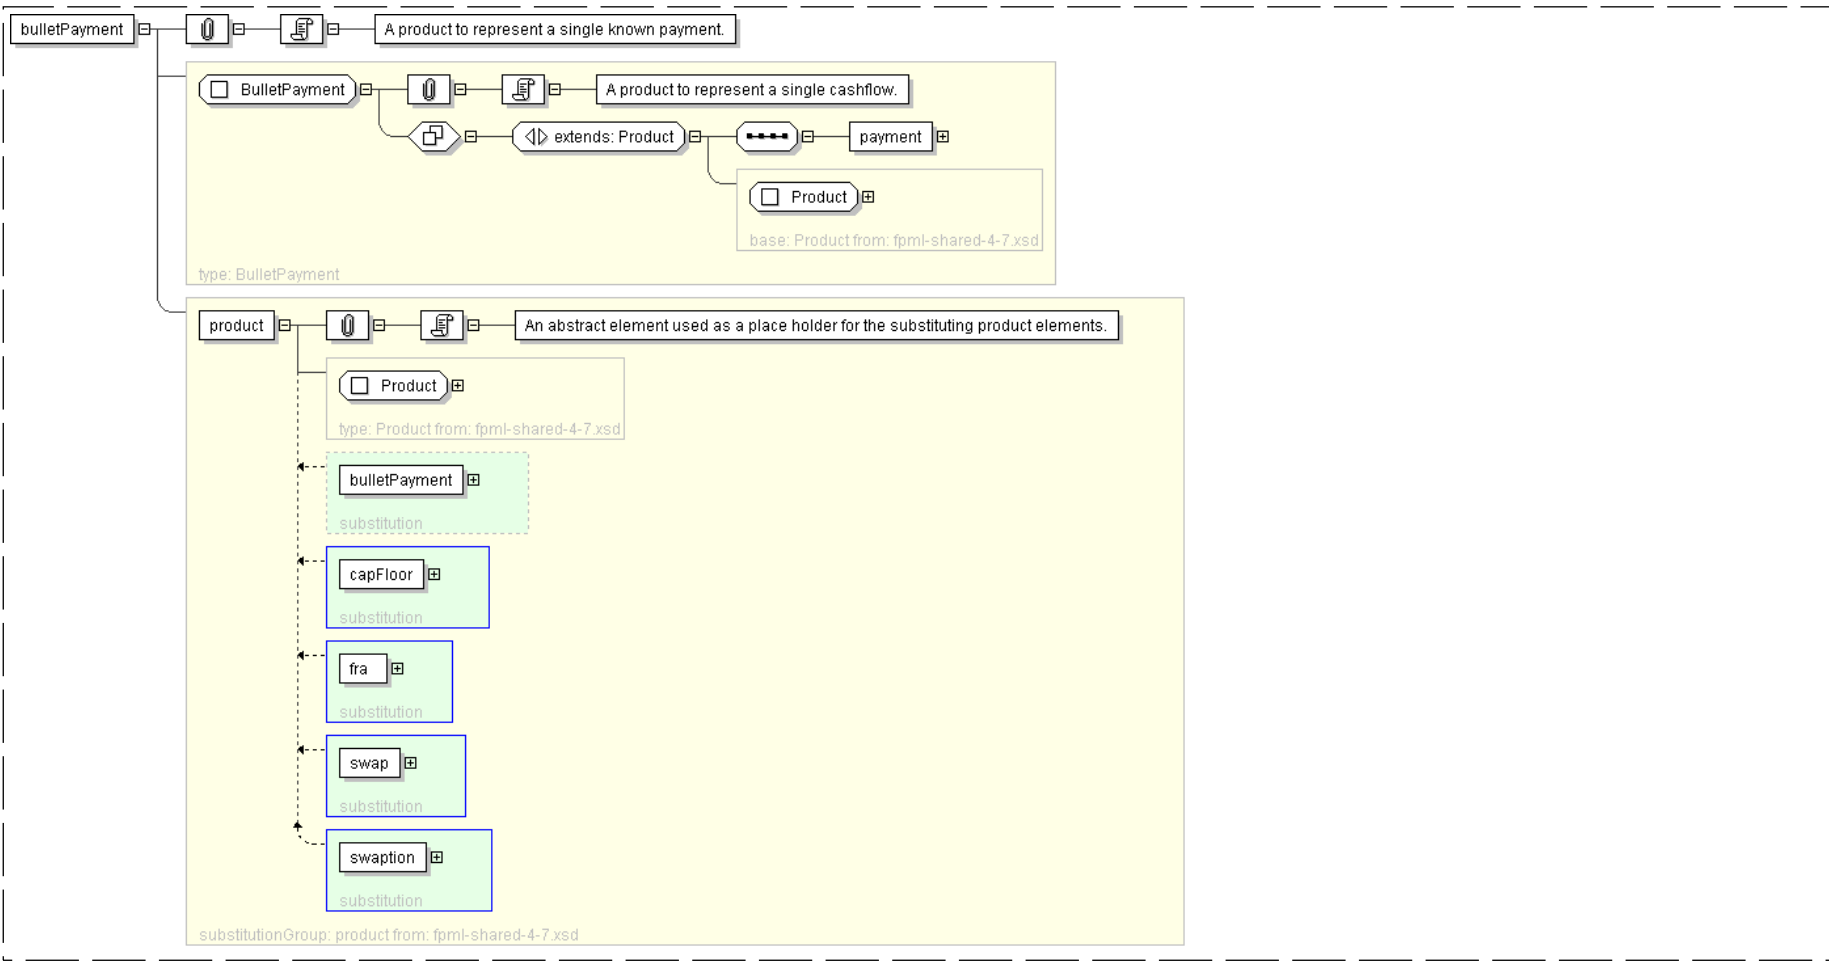 bulletPayment A product to represent a single known payment.
BulletPayment A product to represent a single cashflow.
extends: Product payment
Product
base: Product from: fpml-shared-4-7.xsd
type: BulletPayment
product An abstract element used as a place holder for the substituting product elements.
Product
type: Product from: fpml-shared-4-7.xsd
bulletPayment
substitution
capFloor
substitution
fra
substitution
swap
substitution
swaption
substitution
substitutionGroup: product from: fpml-shared-4-7.xsd